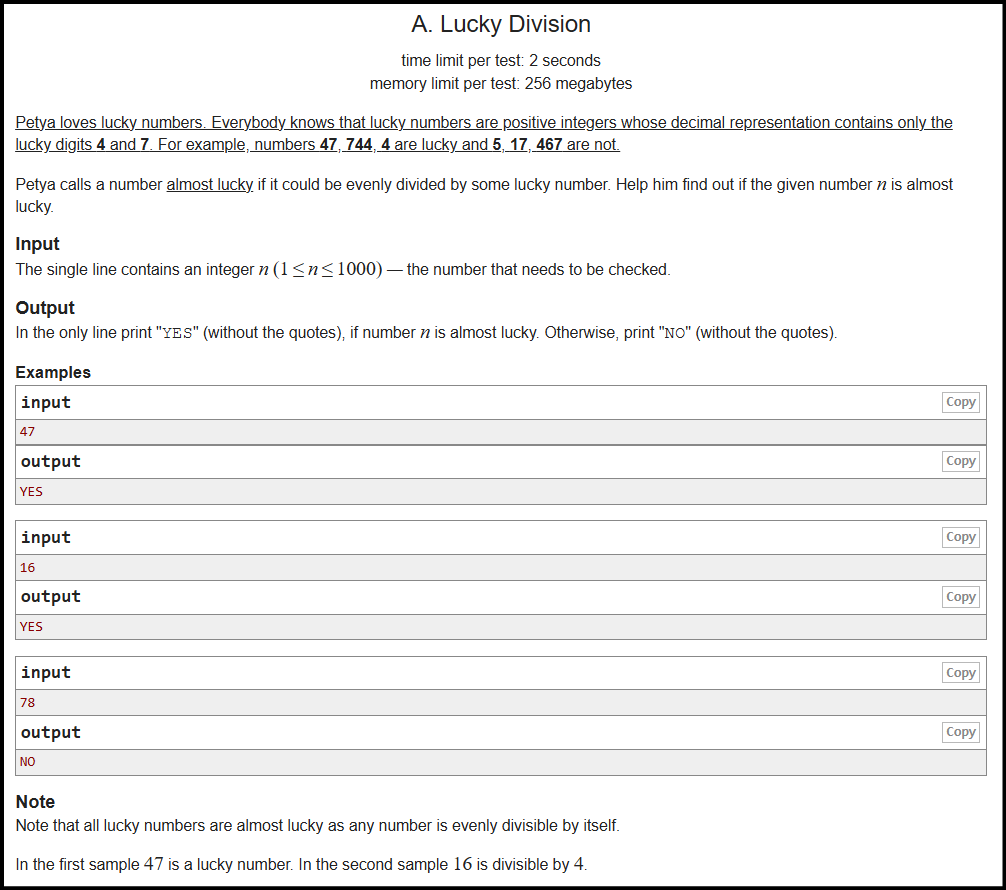 A. Lucky Division
time limit per test: 2 seconds
memory limit per test: 256 megabytes
Petya loves lucky numbers. Everybody knows that lucky numbers are positive integers whose decimal representation contains only the
lucky digits 4 and 7. For example, numbers 47, 744, 4 are lucky and 5, 17, 467 are not.
Petya calls a number almost lucky if it could be evenly divided by some lucky number. Help him find out if the given number n is almost
lucky.
Input
The single line contains an integer n (1 ≤ n ≤ 1000) — the number that needs to be checked.
Output
In the only line print "YES" (without the quotes), if number n is almost lucky. Otherwise, print "NO" (without the quotes).
Examples
input Copy
47
output Copy
YES
input Copy
16
output Copy
YES
input Copy
78
output Copy
NO
Note
Note that all lucky numbers are almost lucky as any number is evenly divisible by itself.
In the first sample 47 is a lucky number. In the second sample 16 is divisible by 4.